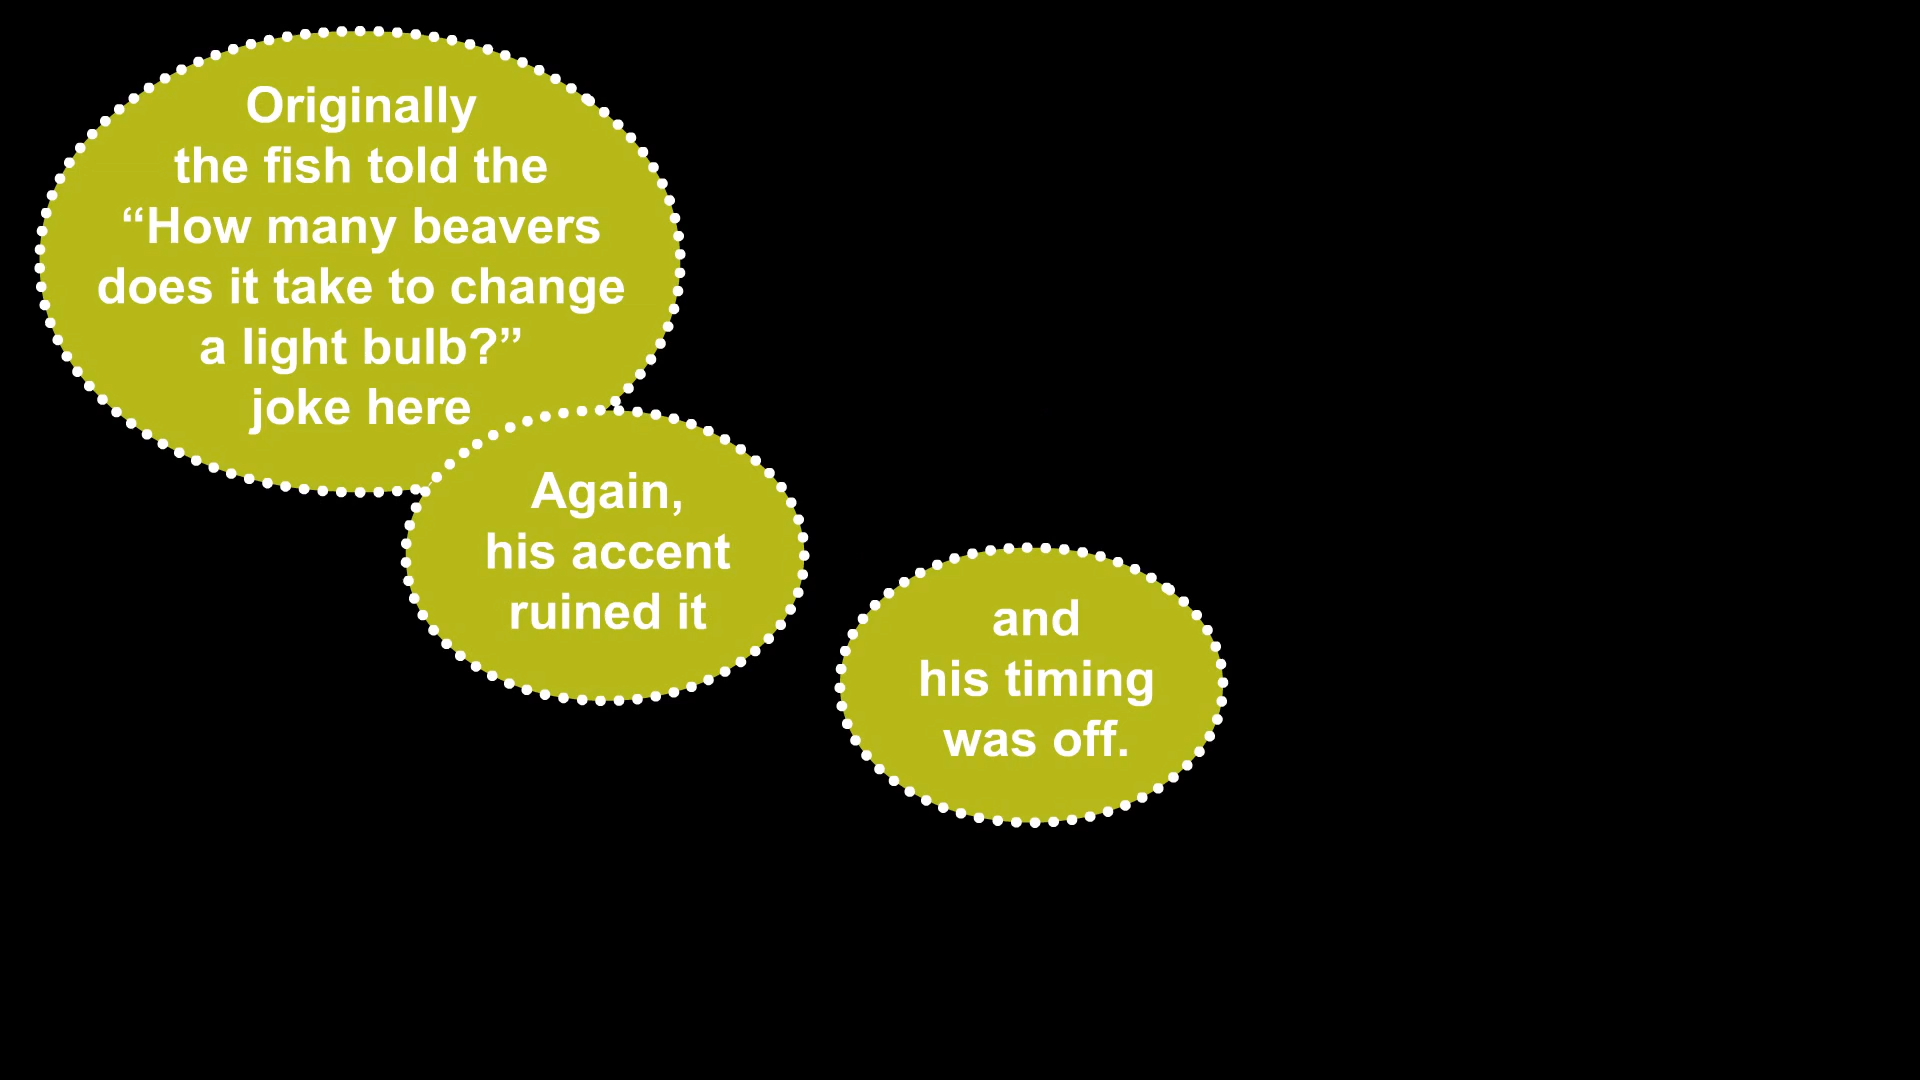 Originally
the fish told the
“How many beavers
does it take to change
a light bulb?”
joke here
Again,
his accent
ruined it
and
his timing
was off.